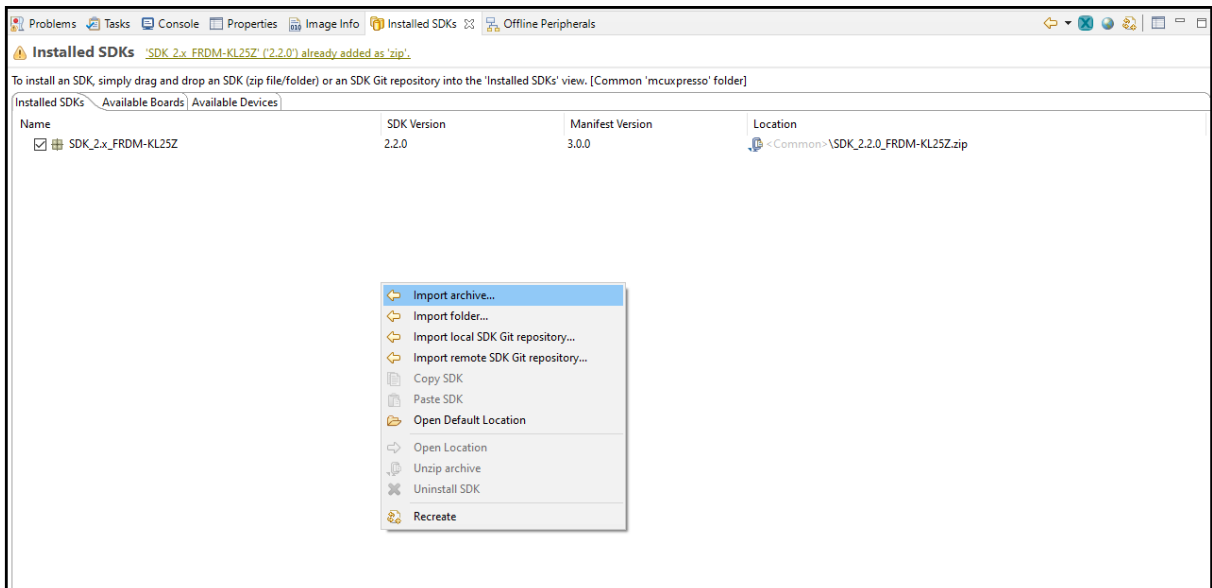 Problems Tasks Console Properties Image Info Installed SDKs Offline Peripherals
Installed SDKs 'SDK_2.x_FRDM-KL25Z' ('2.2.0') already added as 'zip'.
To install an SDK, simply drag and drop an SDK (zip file/folder) or an SDK Git repository into the 'Installed SDKs' view. [Common 'mcuxpresso' folder]
Installed SDKs Available Boards Available Devices
Name SDK Version Manifest Version Location
SDK_2.x_FRDM-KL25Z 2.2.0 3.0.0 <Common>\SDK_2.2.0_FRDM-KL25Z.zip
Import archive...
Import folder...
Import local SDK Git repository...
Import remote SDK Git repository...
Copy SDK
Paste SDK
Open Default Location
Open Location
Unzip archive
Uninstall SDK
Recreate